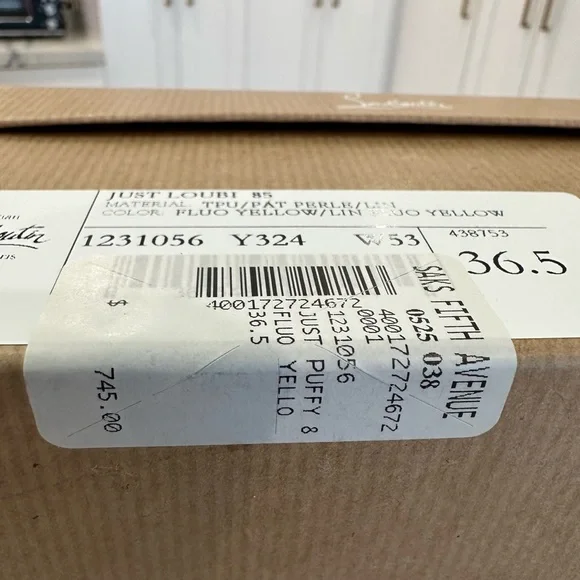 JUST LOUBI 85
MATERIAL: TPU/PAT PERLE/LIN
COLOR: FLUO YELLOW/LIN FLUO YELLOW
1231056 Y324 W53
438753
36.5
SAKS FIFTH AVENUE
0525 038
400172724672
0001
1231056
JUST PUFFY 8
FLUO YELLO
36.5
400172724672
$ 745.00